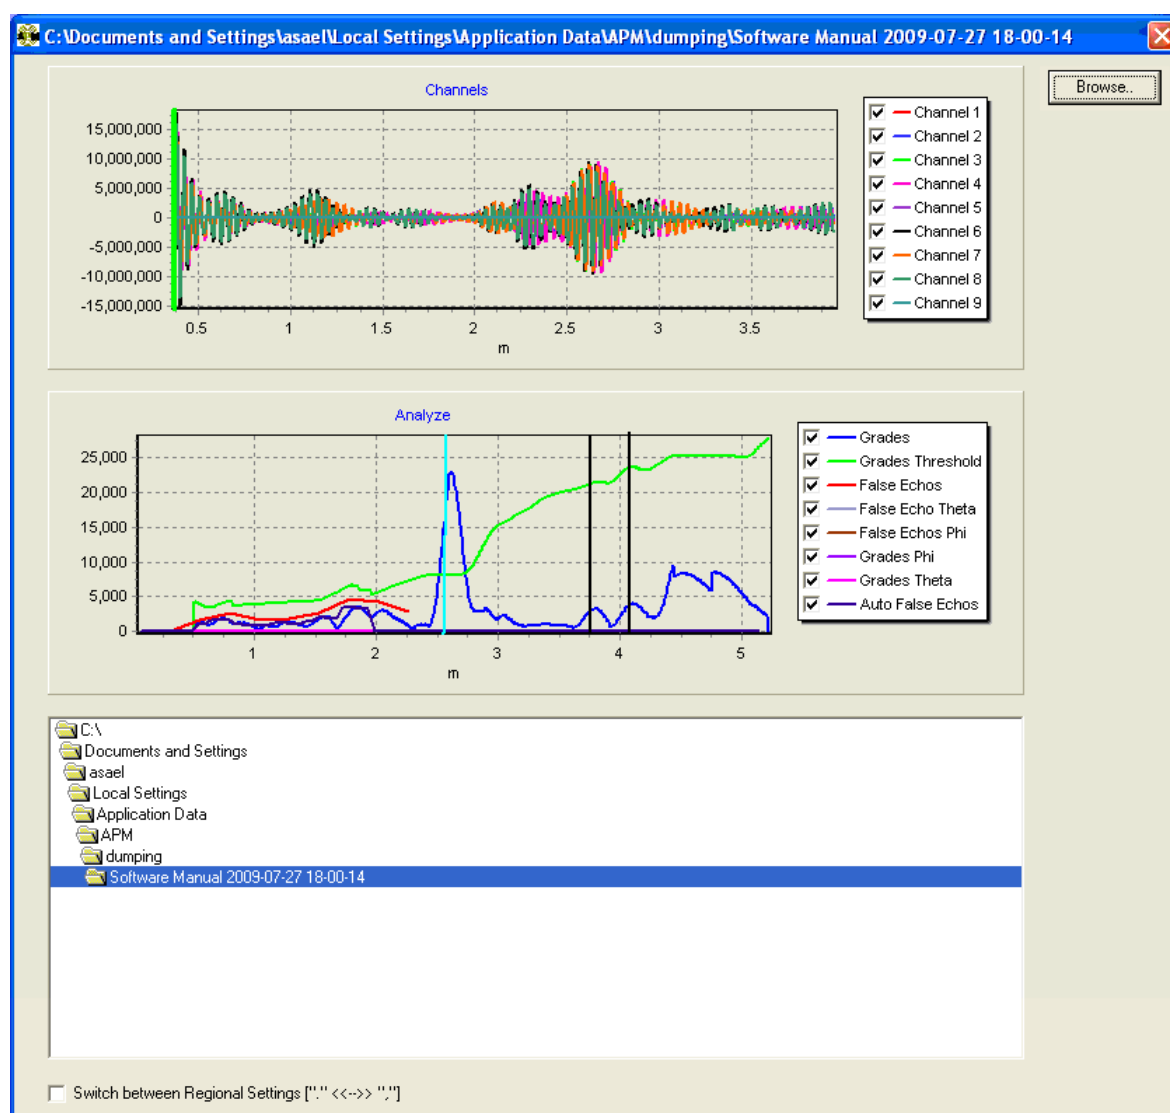 C:\Documents and Settings\asael\Local Settings\Application Data\APM\dumping\Software Manual 2009-07-27 18-00-14
Browse..
Channels
15,000,000
10,000,000
5,000,000
0
-5,000,000
-10,000,000
-15,000,000
0.5 1 1.5 2 2.5 3 3.5
m
Channel 1
Channel 2
Channel 3
Channel 4
Channel 5
Channel 6
Channel 7
Channel 8
Channel 9
Analyze
25,000
20,000
15,000
10,000
5,000
0
1 2 3 4 5
m
Grades
Grades Threshold
False Echos
False Echo Theta
False Echos Phi
Grades Phi
Grades Theta
Auto False Echos
C:\
Documents and Settings
asael
Local Settings
Application Data
APM
dumping
Software Manual 2009-07-27 18-00-14
Switch between Regional Settings ["." <<-->> ","]